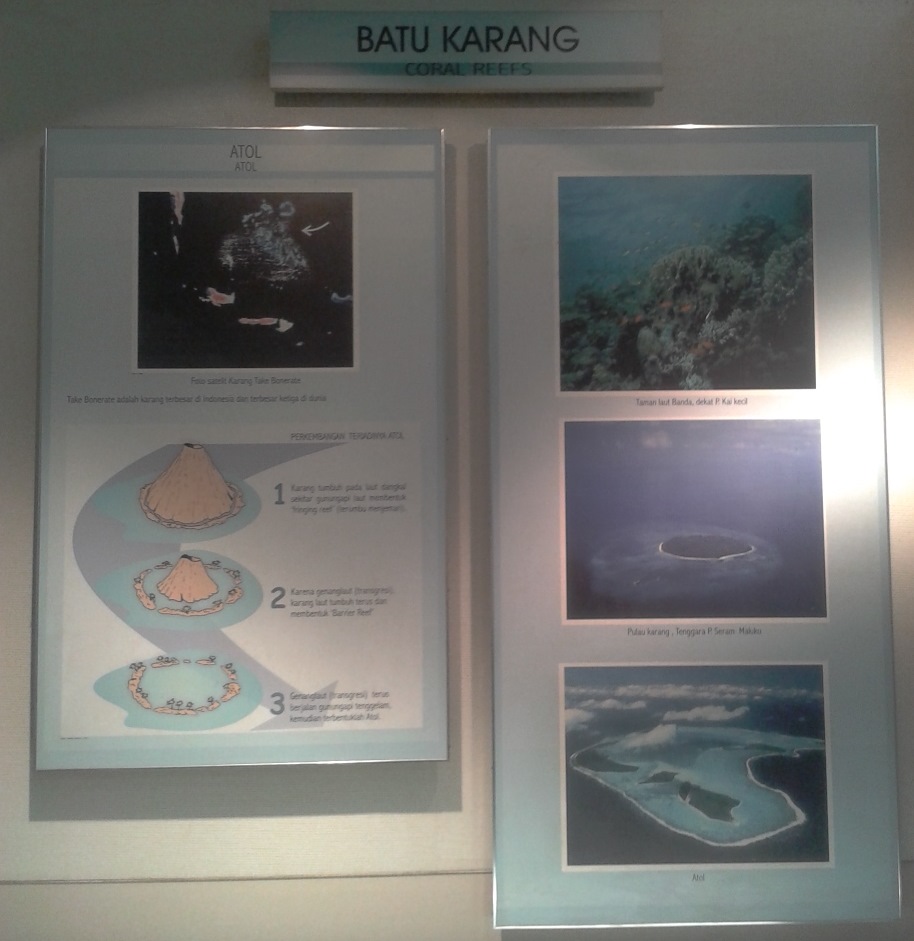 BATU KARANG
CORAL REEFS
ATOL
ATOL
Foto satelit Karang Take Bonerate
Take Bonerate adalah karang terbesar di Indonesia dan terbesar ketiga di dunia
PERKEMBANGAN TERJADINYA ATOL
1
Karang tumbuh pada laut dangkal
sekitar gunungapi laut membentuk
"fringing reef" (terumbu menjemari).
2
Karena genanglaut (transgresi),
karang laut tumbuh terus dan
membentuk "Barrier Reef"
3
Genanglaut (transgresi) terus
berjalan gunungapi tenggelam,
kemudian terbentuklah Atol.
Taman laut Banda, dekat P. Kai kecil
Pulau karang , Tenggara P. Seram Maluku
Atol